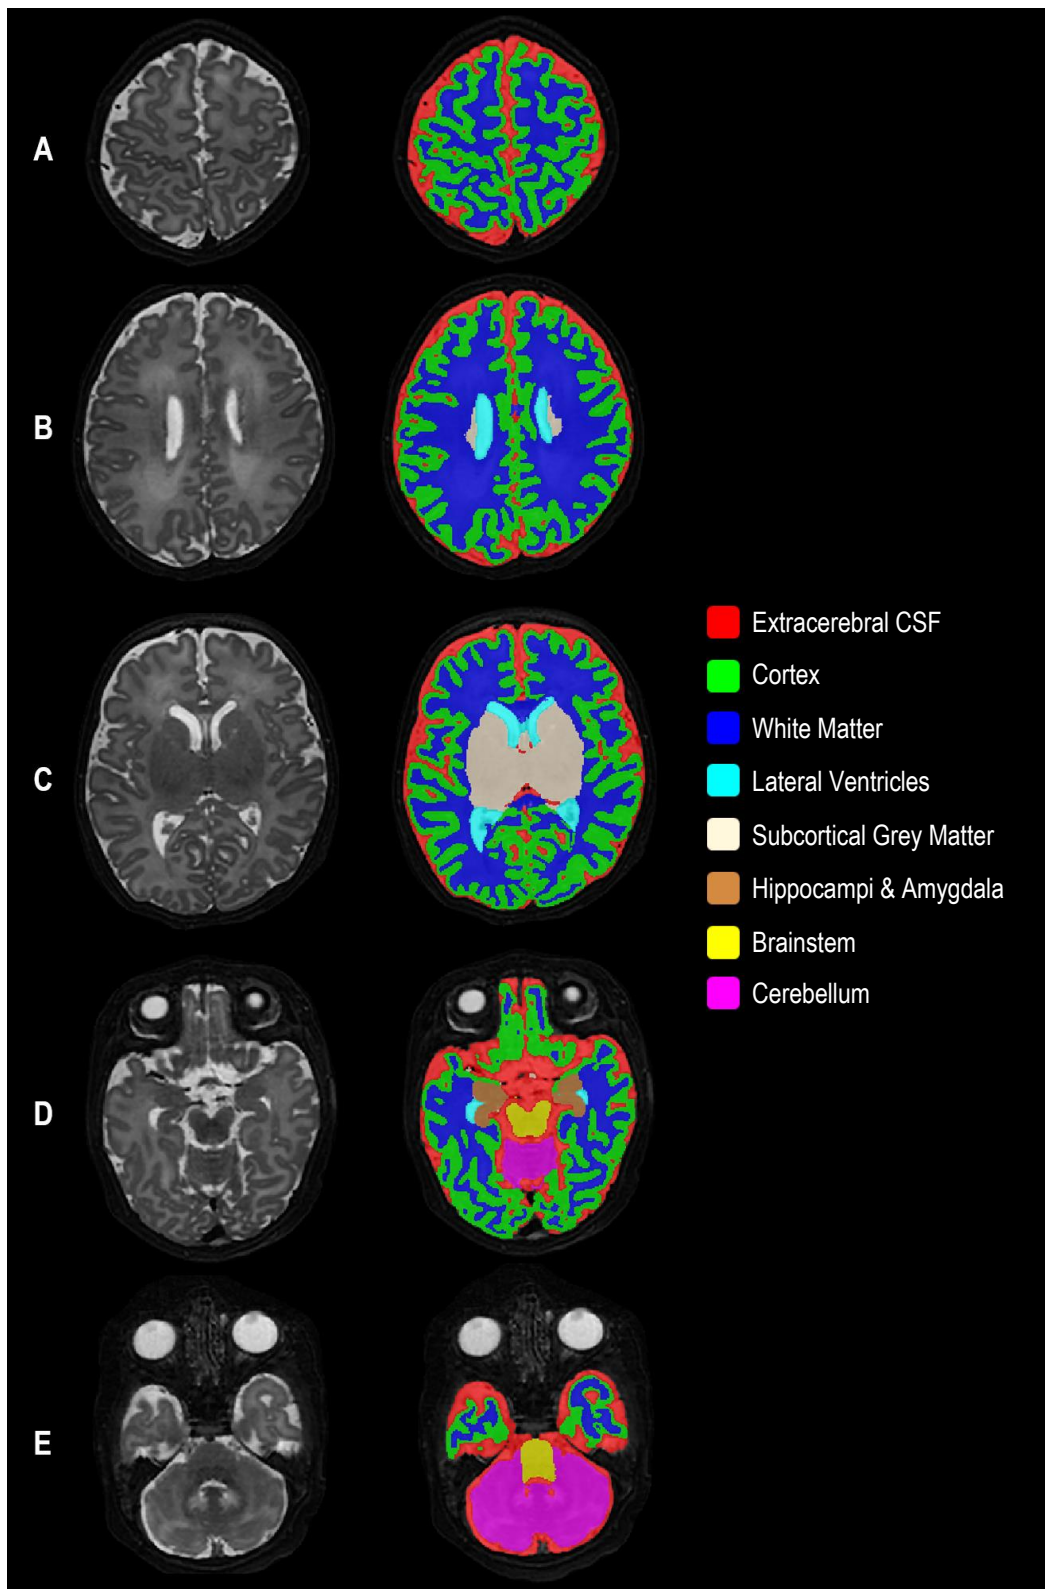 A
B
C
Extracerebral CSF
Cortex
White Matter
Lateral Ventricles
Subcortical Grey Matter
Hippocampi & Amygdala
Brainstem
Cerebellum
D
E